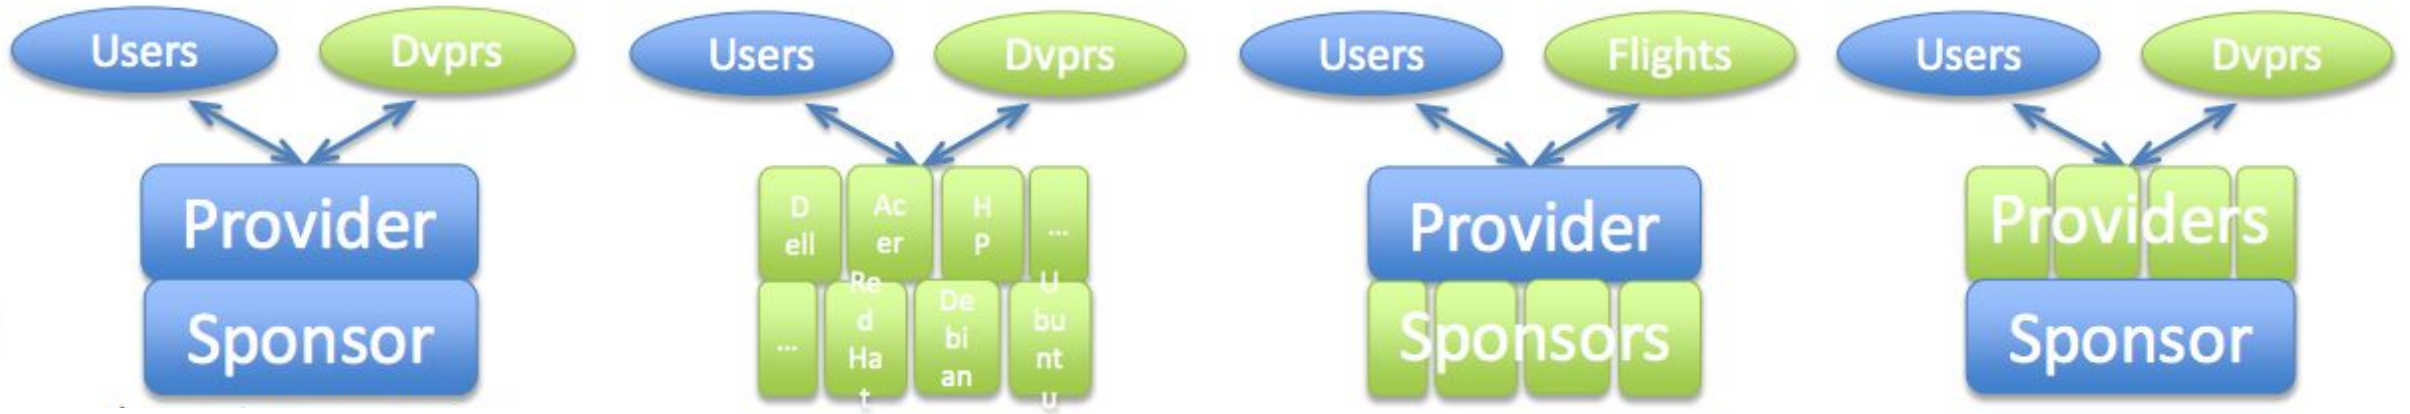 Users
Dvprs
Provider
Sponsor
Users
Dvprs
D
ell
Ac
er
H
P
...
...
Re
d
Ha
t
De
bi
an
U
bu
nt
u
Users
Flights
Provider
Sponsors
Users
Dvprs
Providers
Sponsor